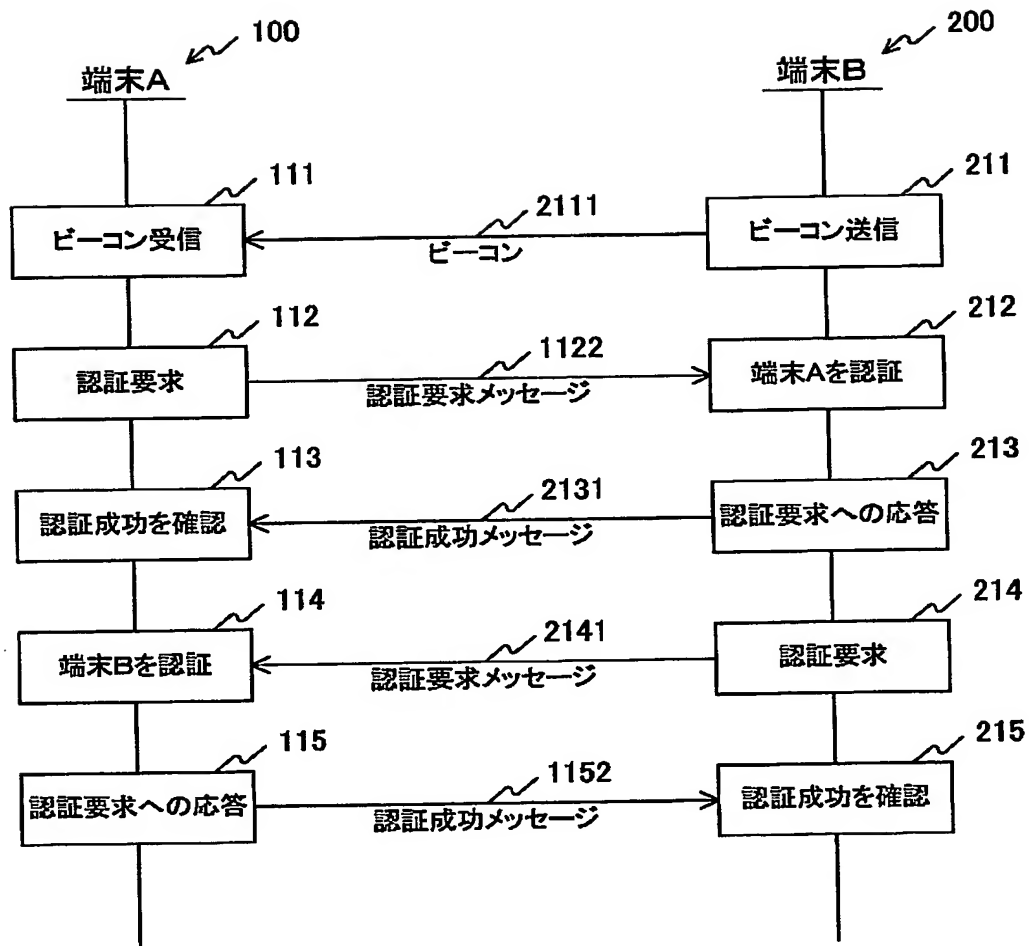 100
200
端末A
端末B
111
2111
211
ビーコン受信
ビーコン
ビーコン送信
112
1122
212
認証要求
認証要求メッセージ
端末Aを認証
113
2131
213
認証成功を確認
認証成功メッセージ
認証要求への応答
114
2141
214
端末Bを認証
認証要求メッセージ
認証要求
115
1152
215
認証要求への応答
認証成功メッセージ
認証成功を確認